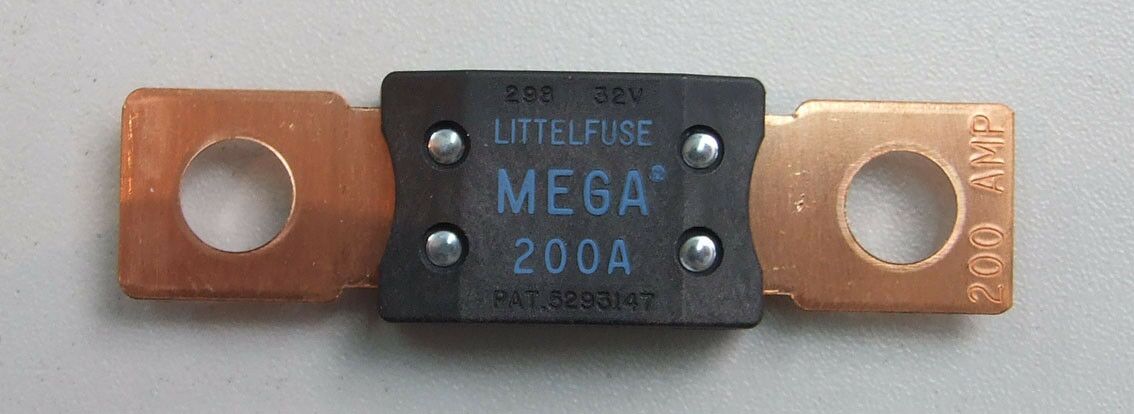 298 32V
LITTELFUSE
MEGA®
200A
PAT.5293147
200 AMP